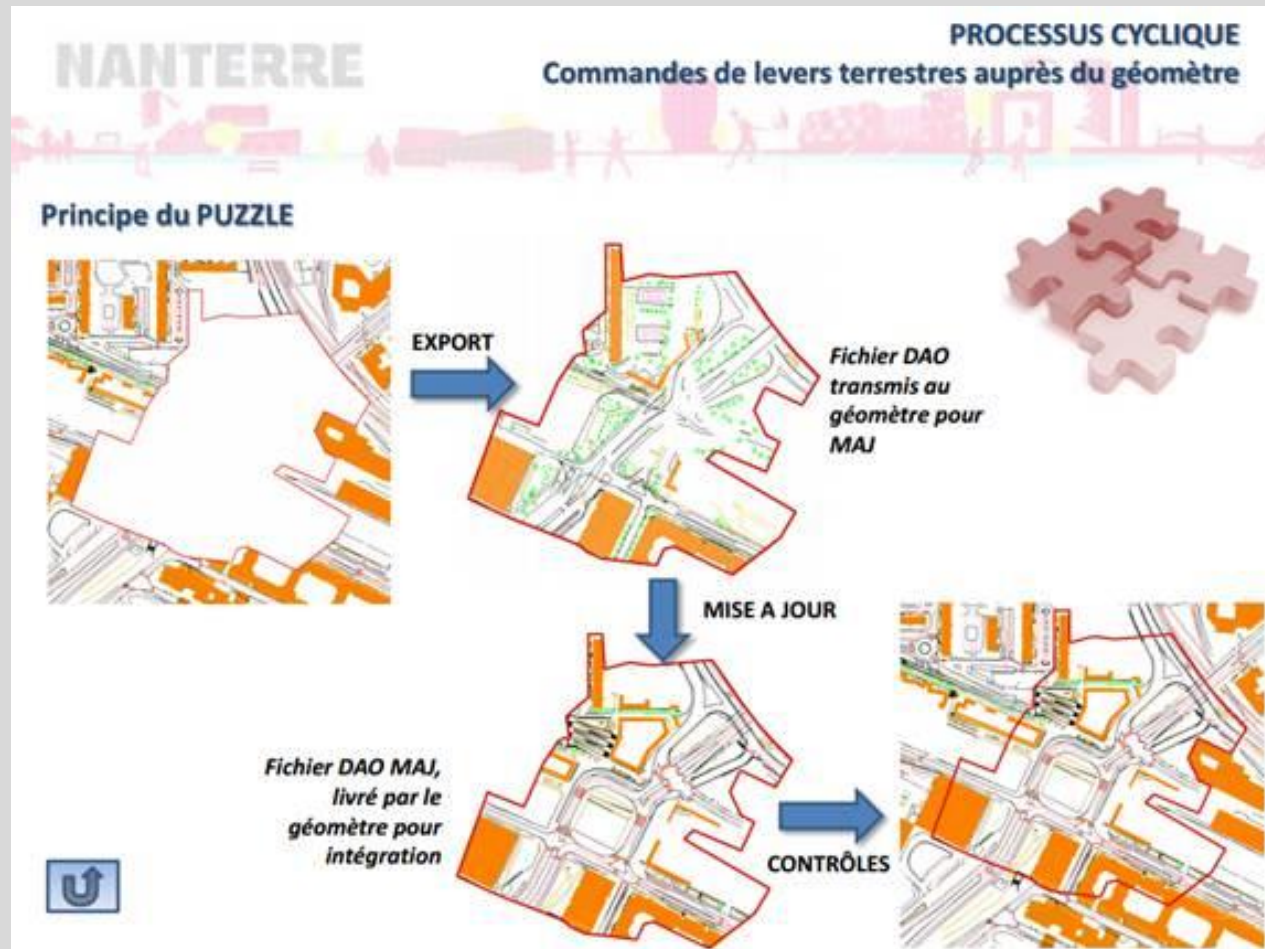 NANTERRE
PROCESSUS CYCLIQUE
Commandes de levers terrestres auprès du géomètre
Principe du PUZZLE
EXPORT
Fichier DAO
transmis au
géomètre pour
MAJ
MISE A JOUR
Fichier DAO MAJ,
livré par le
géomètre pour
intégration
CONTRÔLES